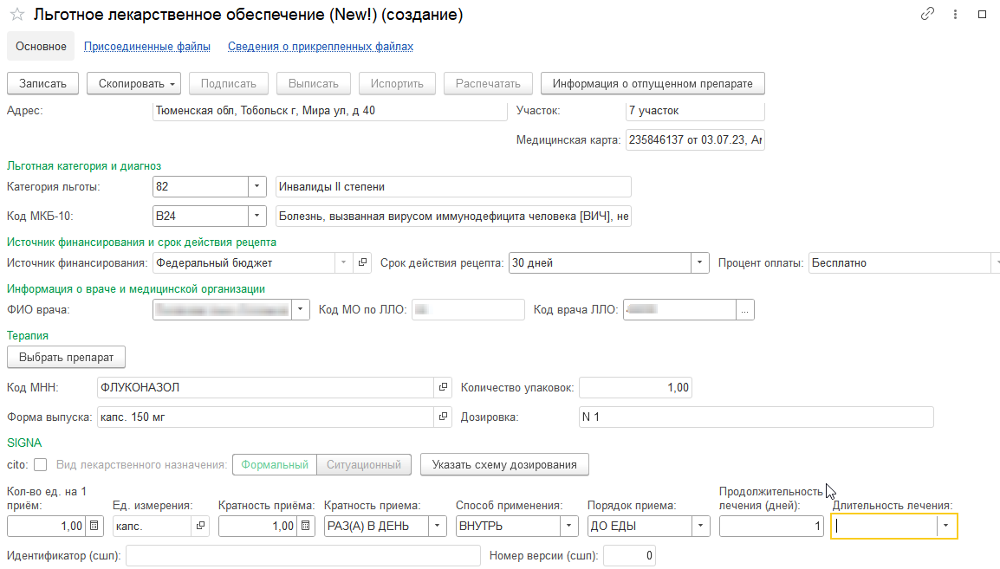 Льготное лекарственное обеспечение (New!) (создание)
Основное Присоединенные файлы Сведения о прикрепленных файлах
Записать Скопировать Подписать Выписать Испортить Распечатать Информация о отпущенном препарате
Адрес: Тюменская обл, Тобольск г, Мира ул, д 40 Участок: 7 участок
Медицинская карта: 235846137 от 03.07.23, Ан
Льготная категория и диагноз
Категория льготы: 82 Инвалиды II степени
Код МКБ-10: B24 Болезнь, вызванная вирусом иммунодефицита человека [ВИЧ], не
Источник финансирования и срок действия рецепта
Источник финансирования: Федеральный бюджет Срок действия рецепта: 30 дней Процент оплаты: Бесплатно
Информация о враче и медицинской организации
ФИО врача: Код МО по ЛЛО: Код врача ЛЛО: ...
Терапия
Выбрать препарат
Код МНН: ФЛУКОНАЗОЛ Количество упаковок: 1,00
Форма выпуска: капс. 150 мг Дозировка: N 1
SIGNA
cito: Вид лекарственного назначения: Формальный Ситуационный Указать схему дозирования
Кол-во ед. на 1 приём: Ед. измерения: Кратность приёма: Кратность приема: Способ применения: Порядок приема: Продолжительность лечения (дней): Длительность лечения:
1,00 капс. 1,00 РАЗ(А) В ДЕНЬ ВНУТРЬ ДО ЕДЫ 1
Идентификатор (сшп): Номер версии (сшп): 0